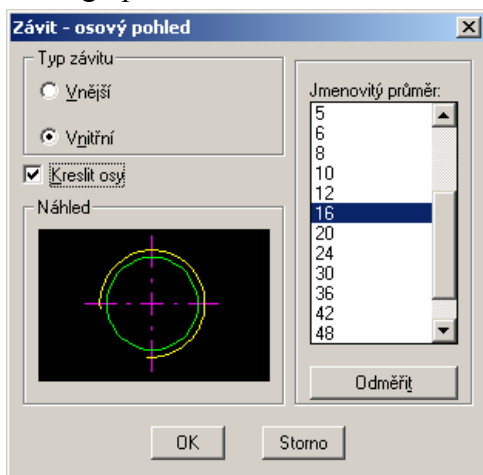 Závit - osový pohled
Typ závitu
Vnější
Vnitřní
Kreslit osy
Náhled
Jmenovitý průměr:
5
6
8
10
12
16
20
24
30
36
42
48
Odměřit
OK
Storno